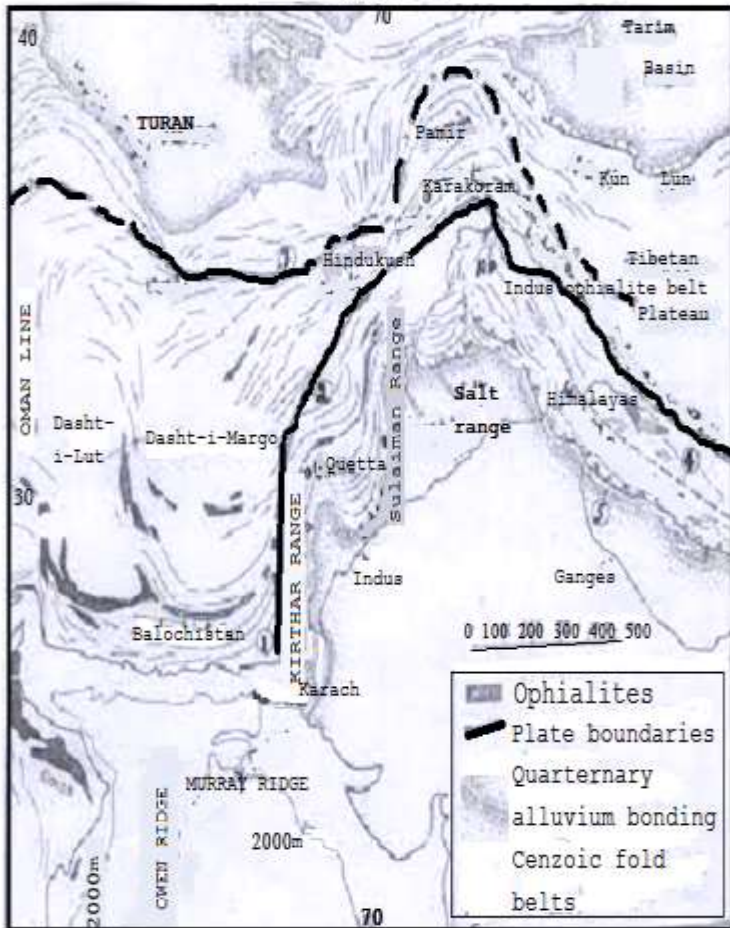 70
40
Tarim
Basin
TURAN
Pamir
Karakoram
Kun Lun
Hindukush
Tibetan
Indus ophialite belt
Plateau
OMAN LINE
Sulaiman Range
Salt
range
Himalayas
Dasht-
i-Lut
Dasht-i-Margo
Quetta
30
KIRTHAR RANGE
Indus
Ganges
Balochistan
0 100 200 300 400 500
Karach
MURRAY RIDGE
OWEN RIDGE
2000m
2000m
70
Ophialites
Plate boundaries
Quarternary
alluvium bonding
Cenzoic fold
belts